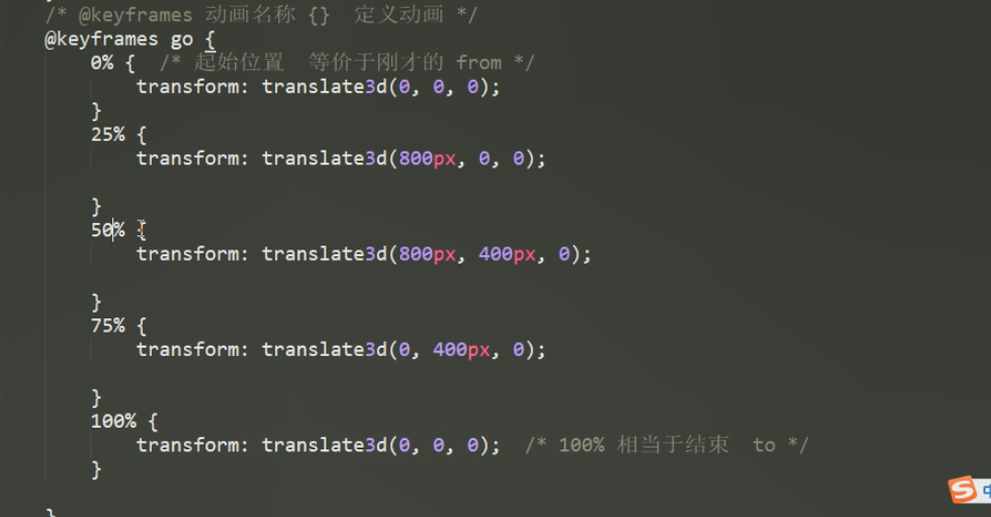 /* @keyframes 动画名称 {} 定义动画 */
@keyframes go {
0% { /* 起始位置 等价于刚才的 from */
transform: translate3d(0, 0, 0);
}
25% {
transform: translate3d(800px, 0, 0);
}
50% {
transform: translate3d(800px, 400px, 0);
}
75% {
transform: translate3d(0, 400px, 0);
}
100% {
transform: translate3d(0, 0, 0); /* 100% 相当于结束 to */
}
}
S